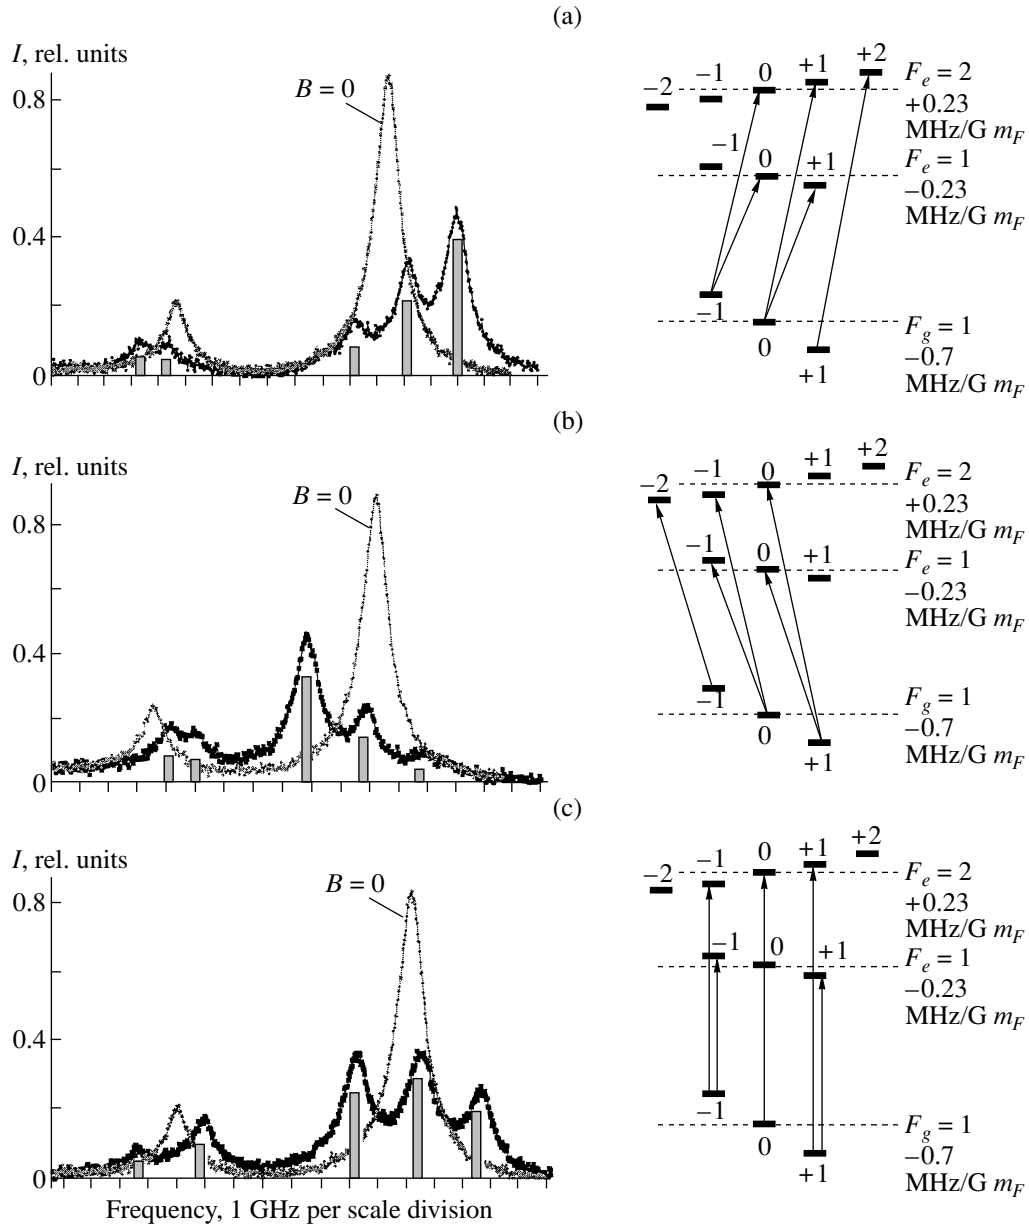 (a)
I, rel. units
B = 0
0.8
0.4
0
−2
−1
0
+1
+2
F_e = 2
+0.23
MHz/G m_F
−1
0
+1
F_e = 1
−0.23
MHz/G m_F
−1
0
+1
F_g = 1
−0.7
MHz/G m_F
(b)
I, rel. units
B = 0
0.8
0.4
0
−2
−1
0
+1
+2
F_e = 2
+0.23
MHz/G m_F
−1
0
+1
F_e = 1
−0.23
MHz/G m_F
−1
0
+1
F_g = 1
−0.7
MHz/G m_F
(c)
I, rel. units
B = 0
0.8
0.4
0
Frequency, 1 GHz per scale division
−2
−1
0
+1
+2
F_e = 2
+0.23
MHz/G m_F
−1
0
+1
F_e = 1
−0.23
MHz/G m_F
−1
0
+1
F_g = 1
−0.7
MHz/G m_F